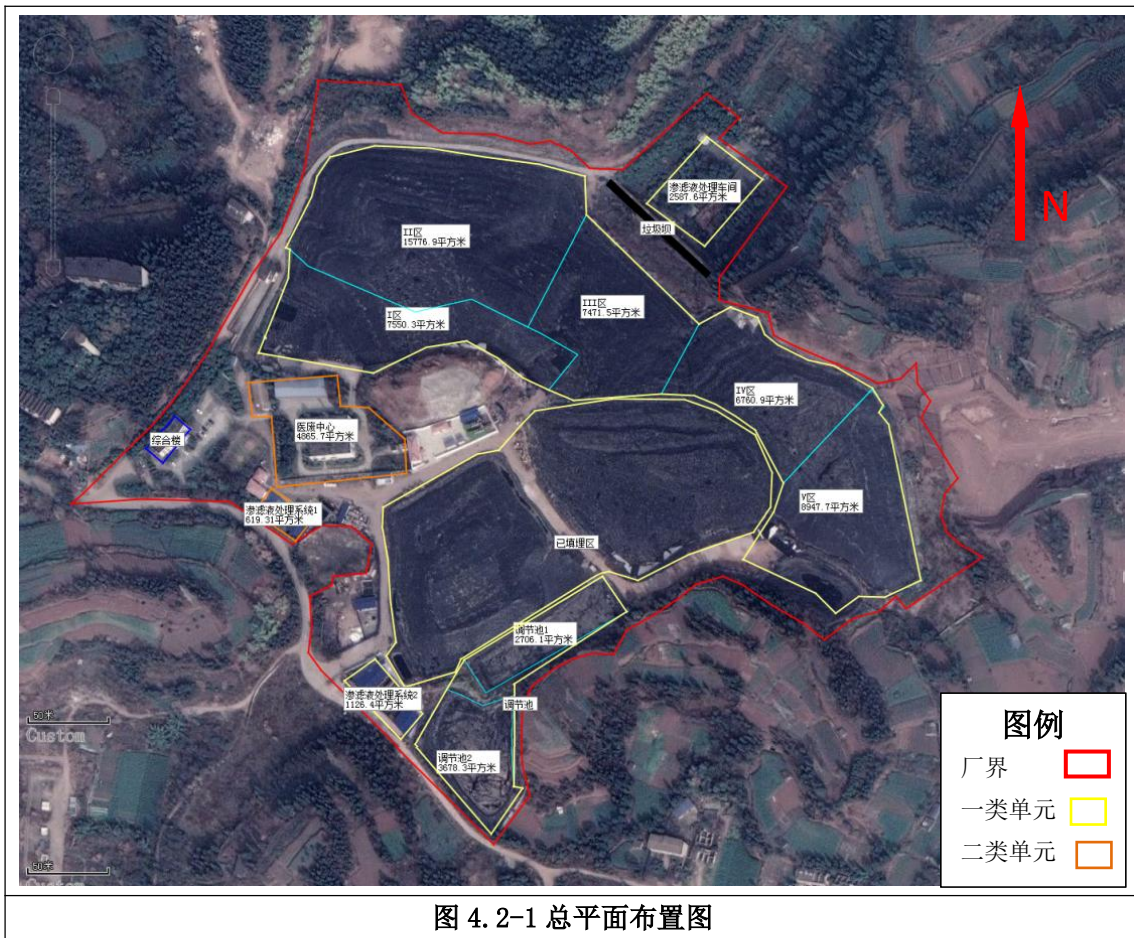 N
渗滤液处理车间
2587.6平方米
垃圾坝
II区
15776.9平方米
III区
7471.5平方米
I区
7550.3平方米
IV区
6760.9平方米
综合楼
医废中心
4865.7平方米
V区
8947.7平方米
渗滤液处理系统1
619.31平方米
已填埋区
调节池1
2706.1平方米
渗滤液处理系统2
1126.4平方米
调节池
调节池2
3678.3平方米
50米
Custom
50米
图例
厂界
一类单元
二类单元
图 4.2-1 总平面布置图